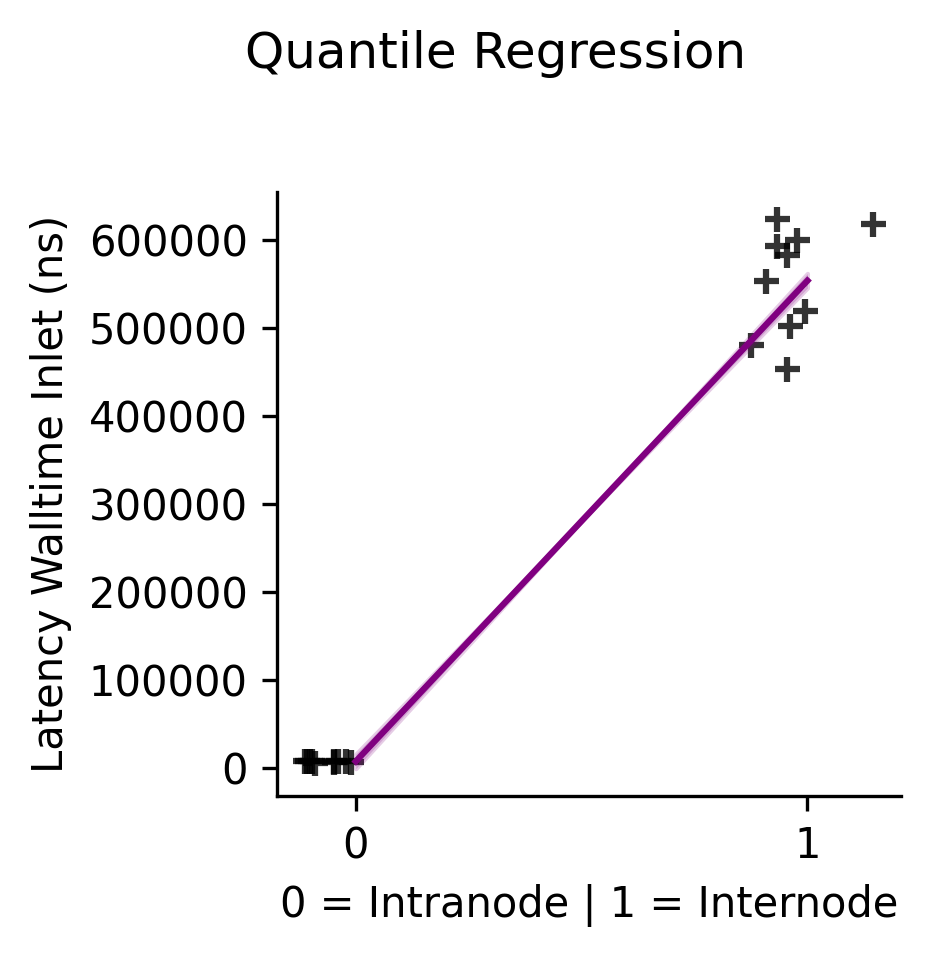 Quantile Regression
Latency Walltime Inlet (ns)
600000
500000
400000
300000
200000
100000
0
0 1
0 = Intranode | 1 = Internode